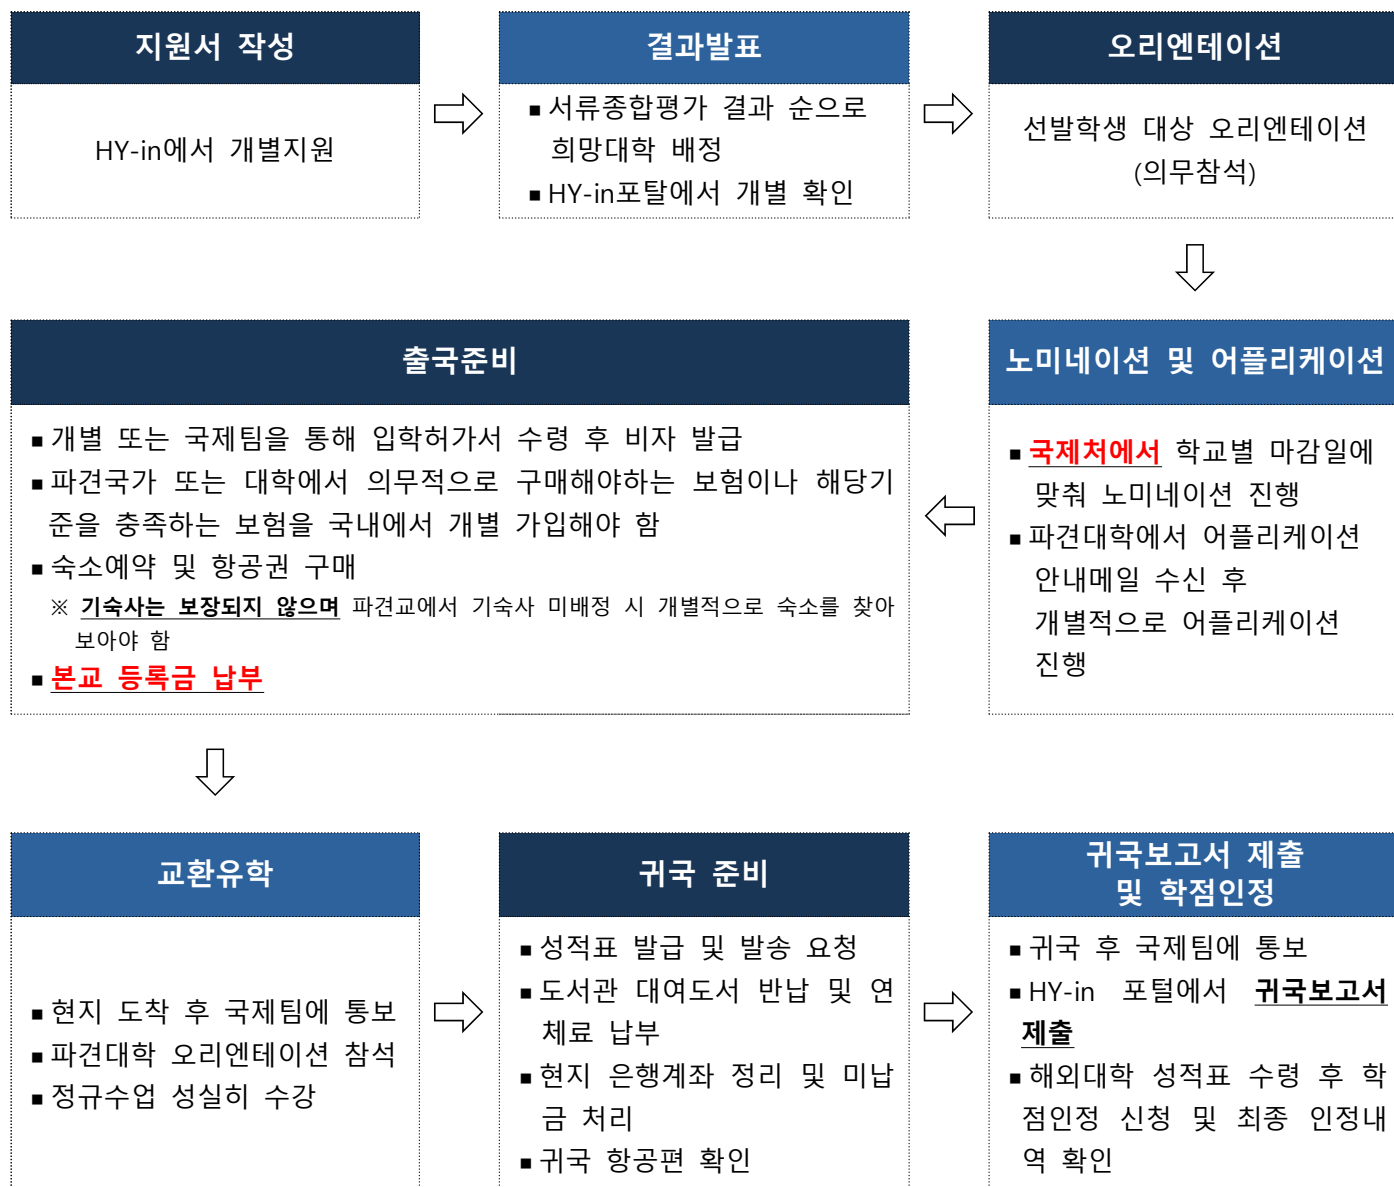 지원서 작성
HY-in에서 개별지원
결과발표
■ 서류종합평가 결과 순으로
희망대학 배정
■ HY-in포탈에서 개별 확인
오리엔테이션
선발학생 대상 오리엔테이션
(의무참석)
노미네이션 및 어플리케이션
■ 국제처에서 학교별 마감일에
맞춰 노미네이션 진행
■ 파견대학에서 어플리케이션
안내메일 수신 후
개별적으로 어플리케이션
진행
출국준비
■ 개별 또는 국제팀을 통해 입학허가서 수령 후 비자 발급
■ 파견국가 또는 대학에서 의무적으로 구매해야하는 보험이나 해당기
준을 충족하는 보험을 국내에서 개별 가입해야 함
■ 숙소예약 및 항공권 구매
※ 기숙사는 보장되지 않으며 파견교에서 기숙사 미배정 시 개별적으로 숙소를 찾아
보아야 함
■ 본교 등록금 납부
교환유학
■ 현지 도착 후 국제팀에 통보
■ 파견대학 오리엔테이션 참석
■ 정규수업 성실히 수강
귀국 준비
■ 성적표 발급 및 발송 요청
■ 도서관 대여도서 반납 및 연
체료 납부
■ 현지 은행계좌 정리 및 미납
금 처리
■ 귀국 항공편 확인
귀국보고서 제출
및 학점인정
■ 귀국 후 국제팀에 통보
■ HY-in 포털에서 귀국보고서
제출
■ 해외대학 성적표 수령 후 학
점인정 신청 및 최종 인정내
역 확인